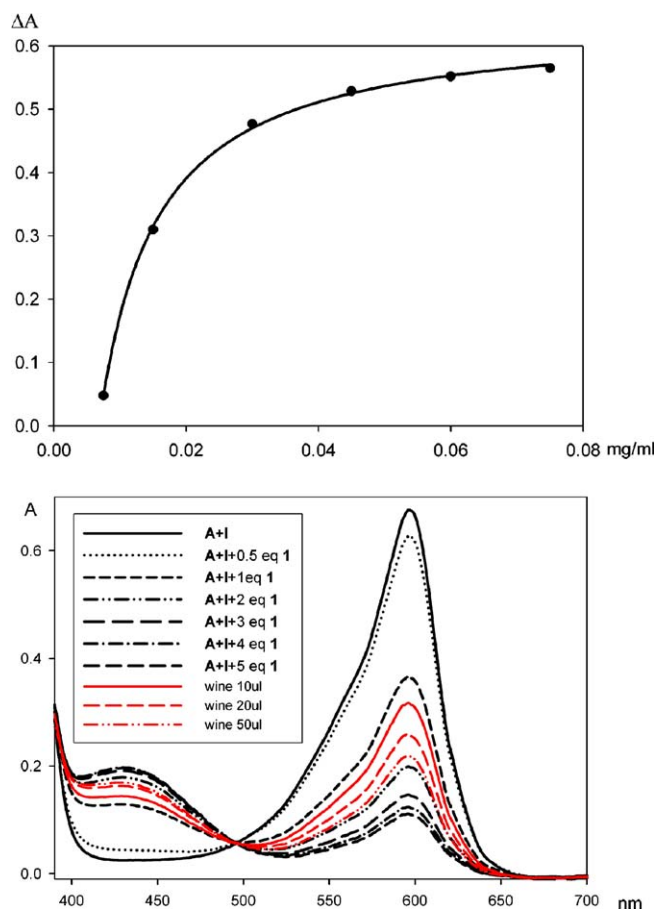 ΔA
0.6
0.5
0.4
0.3
0.2
0.1
0.0
0.00 0.02 0.04 0.06 0.08 mg/ml
A
0.6
0.4
0.2
0.0
A+I
A+I+0.5 eq 1
A+I+1eq 1
A+I+2 eq 1
A+I+3 eq 1
A+I+4 eq 1
A+I+5 eq 1
wine 10ul
wine 20ul
wine 50ul
400 450 500 550 600 650 700 nm